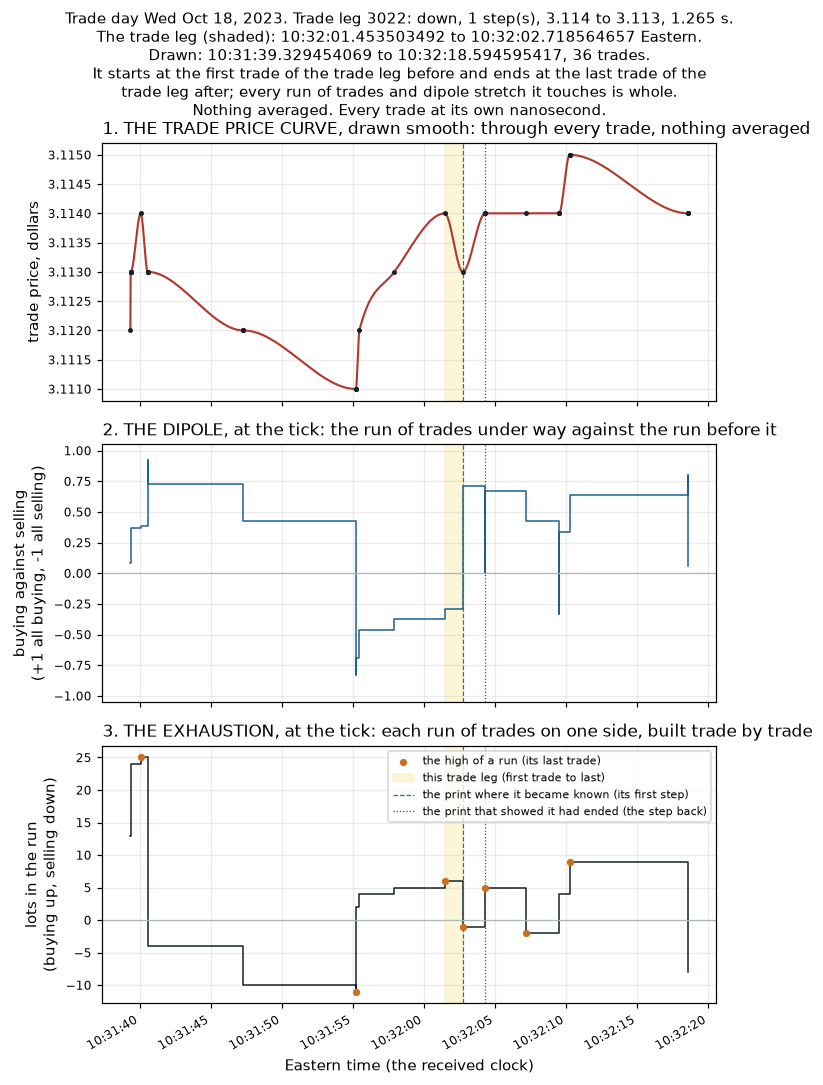 Trade day Wed Oct 18, 2023. Trade leg 3022: down, 1 step(s), 3.114 to 3.113, 1.265 s.
The trade leg (shaded): 10:32:01.453503492 to 10:32:02.718564657 Eastern.
Drawn: 10:31:39.329454069 to 10:32:18.594595417, 36 trades.
It starts at the first trade of the trade leg before and ends at the last trade of the
trade leg after; every run of trades and dipole stretch it touches is whole.
Nothing averaged. Every trade at its own nanosecond.
1. THE TRADE PRICE CURVE, drawn smooth: through every trade, nothing averaged
trade price, dollars
3.1150
3.1145
3.1140
3.1135
3.1130
3.1125
3.1120
3.1115
3.1110
2. THE DIPOLE, at the tick: the run of trades under way against the run before it
buying against selling
(+1 all buying, -1 all selling)
1.00
0.75
0.50
0.25
0.00
−0.25
−0.50
−0.75
−1.00
3. THE EXHAUSTION, at the tick: each run of trades on one side, built trade by trade
lots in the run
(buying up, selling down)
25
20
15
10
5
0
−5
−10
the high of a run (its last trade)
this trade leg (first trade to last)
the print where it became known (its first step)
the print that showed it had ended (the step back)
10:31:40
10:31:45
10:31:50
10:31:55
10:32:00
10:32:05
10:32:10
10:32:15
10:32:20
Eastern time (the received clock)